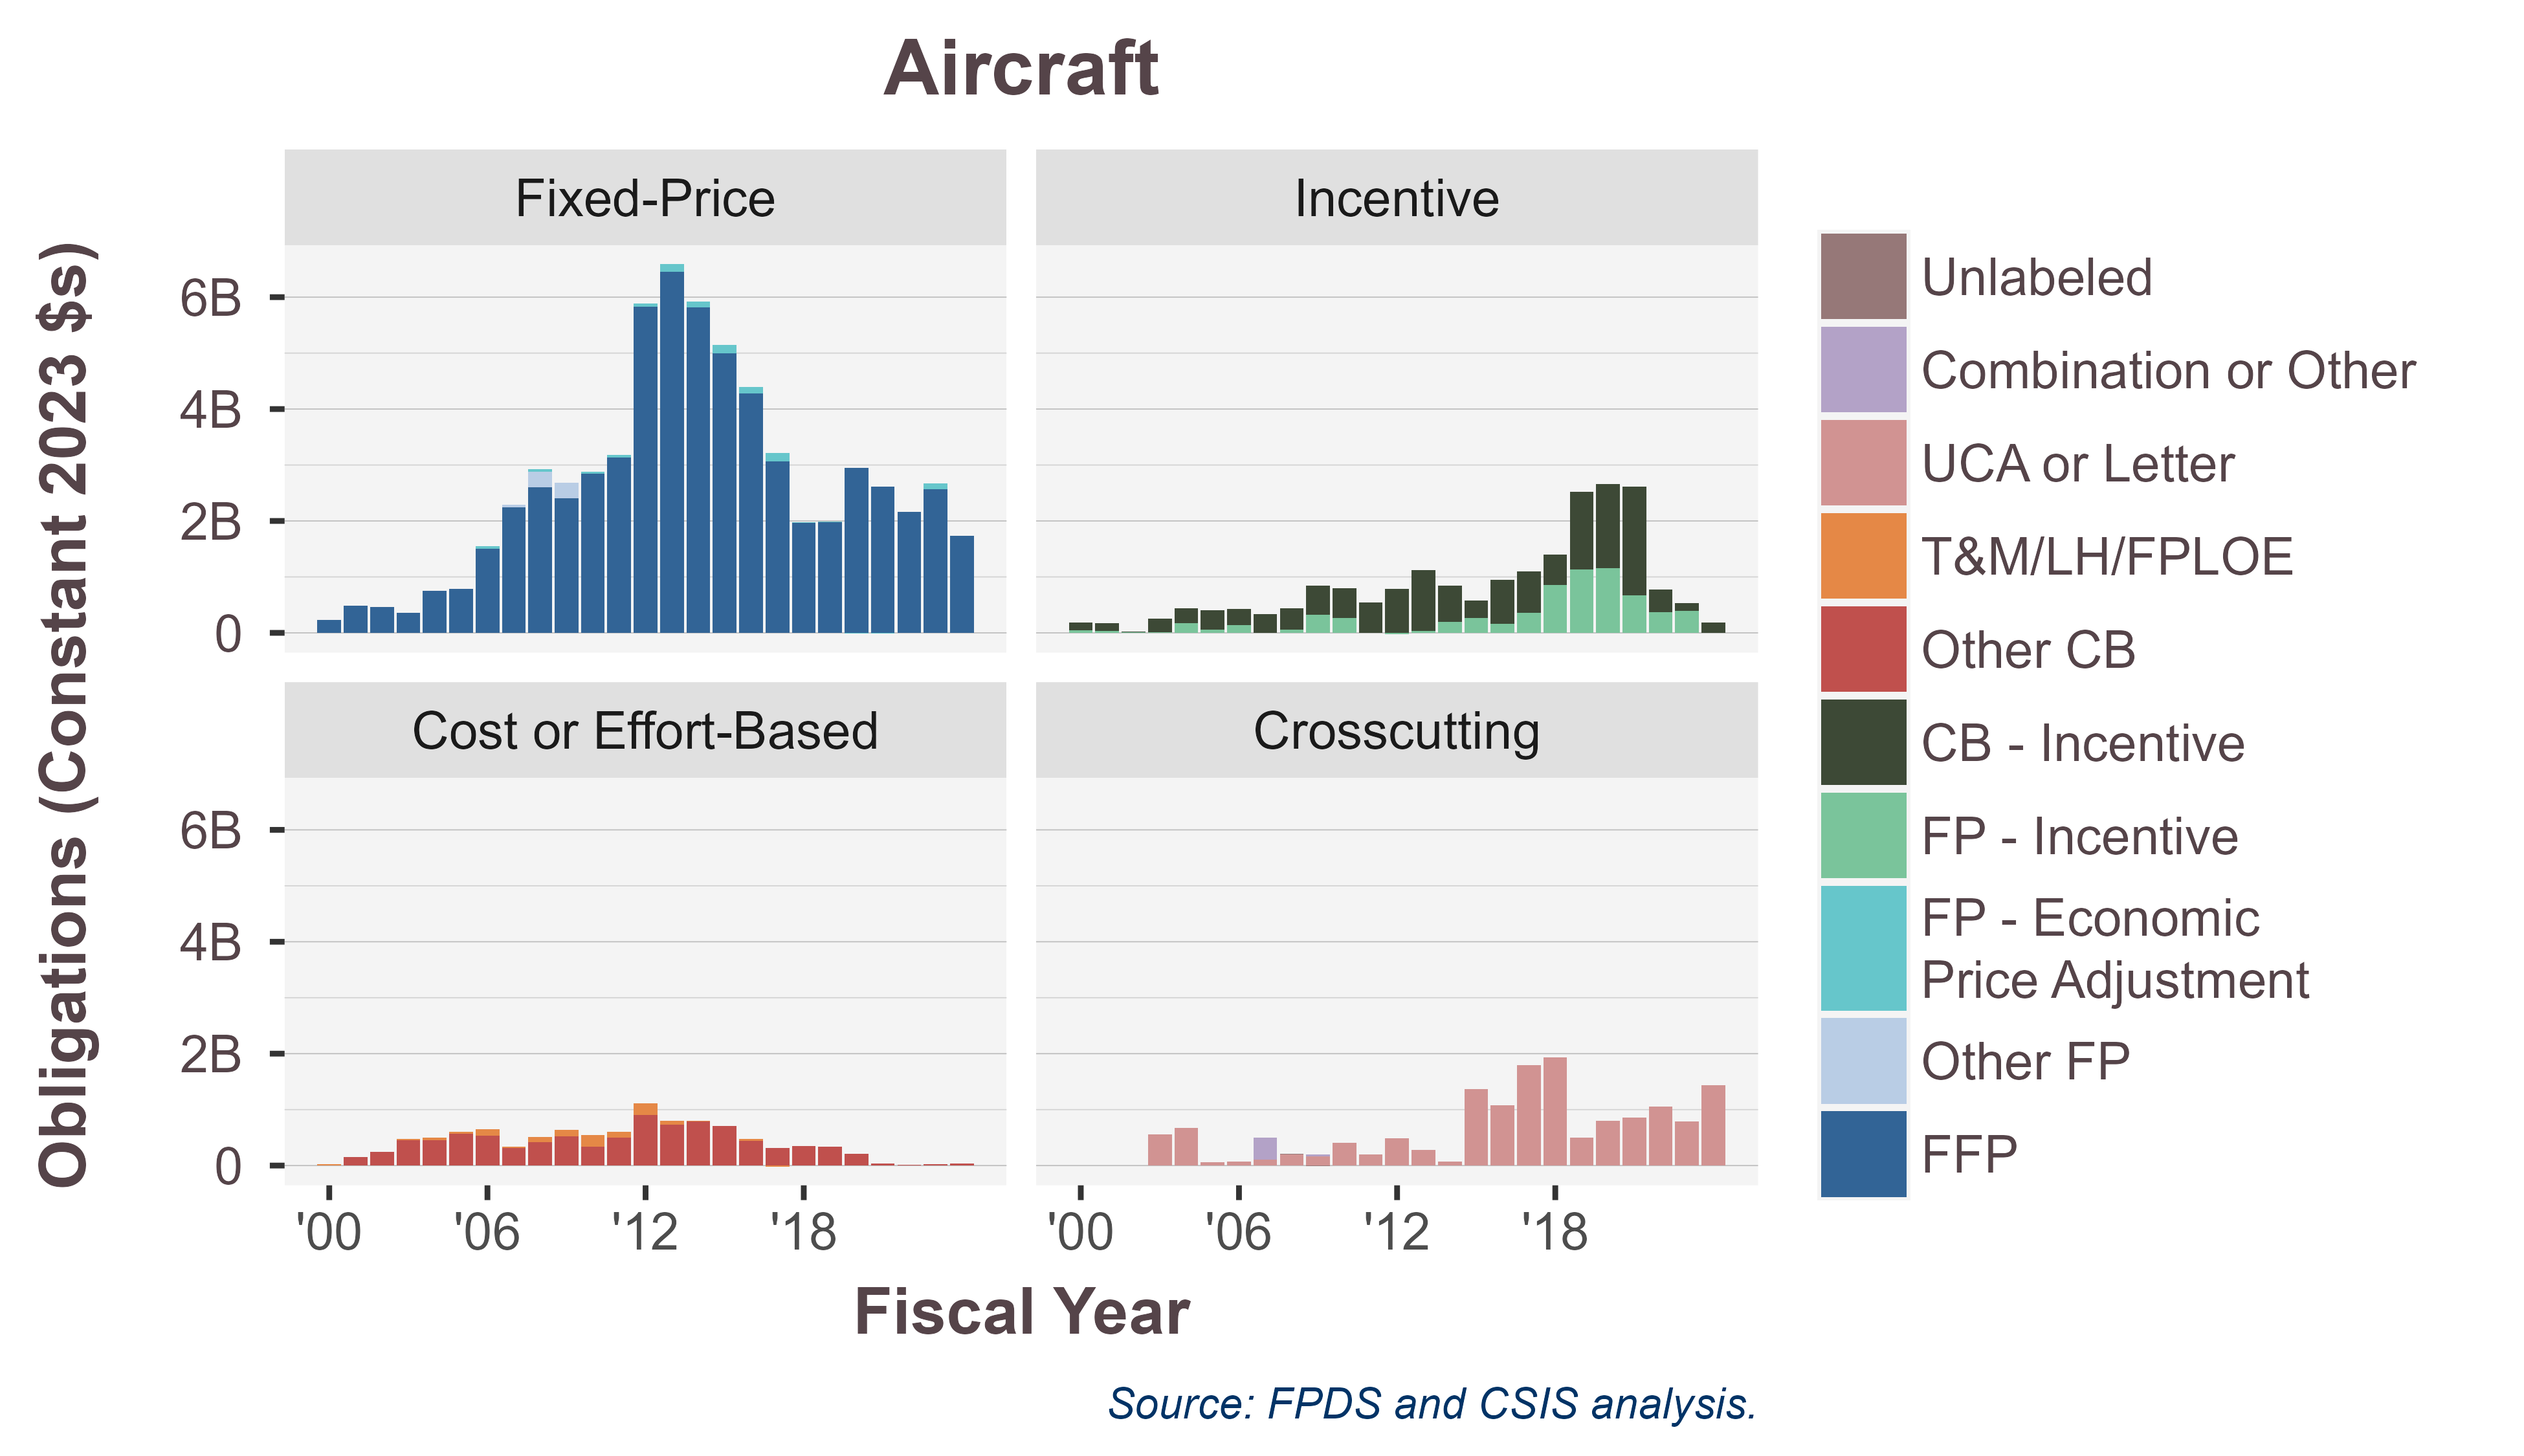 Aircraft
Obligations (Constant 2023 $s)
Fixed-Price
Incentive
6B
4B
2B
0
Cost or Effort-Based
Crosscutting
6B
4B
2B
0
'00 '06 '12 '18
'00 '06 '12 '18
Fiscal Year
Unlabeled
Combination or Other
UCA or Letter
T&M/LH/FPLOE
Other CB
CB - Incentive
FP - Incentive
FP - Economic
Price Adjustment
Other FP
FFP
Source: FPDS and CSIS analysis.